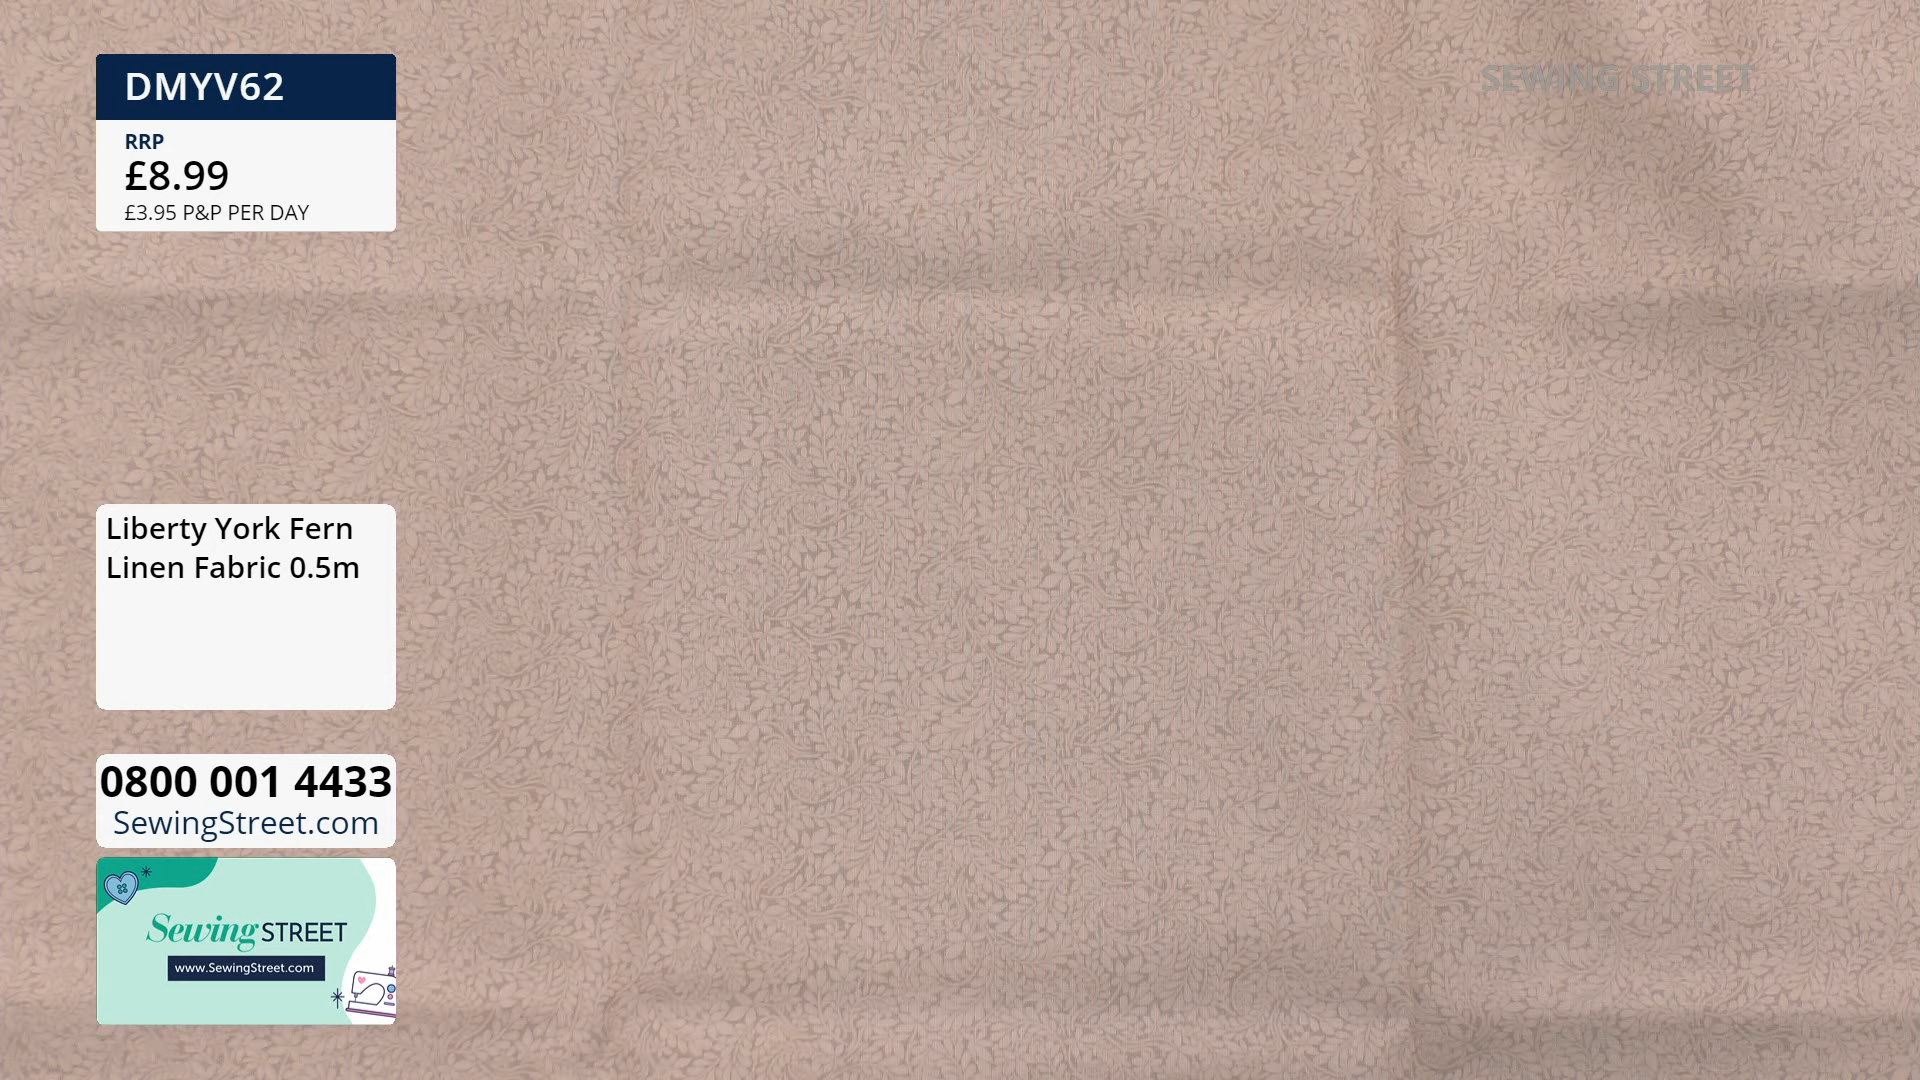 DMYV62
RRP
£8.99
£3.95 P&P PER DAY
SEWING STREET
Liberty York Fern
Linen Fabric 0.5m
0800 001 4433
SewingStreet.com
Sewing STREET
www.SewingStreet.com